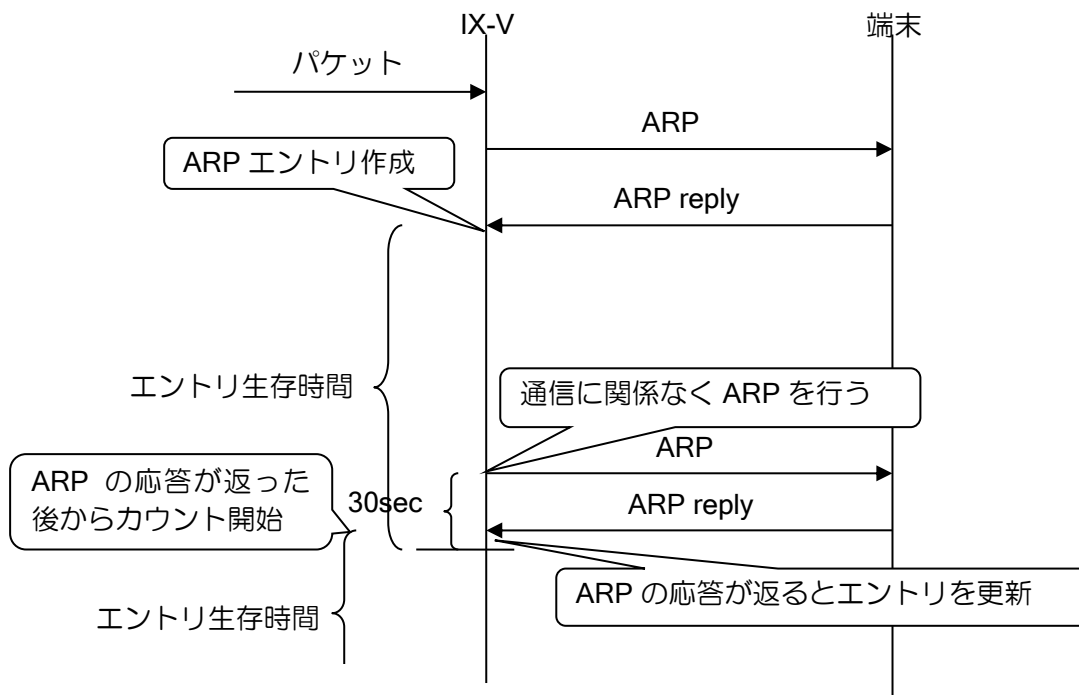 IX-V
端末
パケット
ARP
ARP エントリ作成
ARP reply
エントリ生存時間
通信に関係なく ARP を行う
ARP
ARP の応答が返った
後からカウント開始
30sec
ARP reply
ARP の応答が返るとエントリを更新
エントリ生存時間